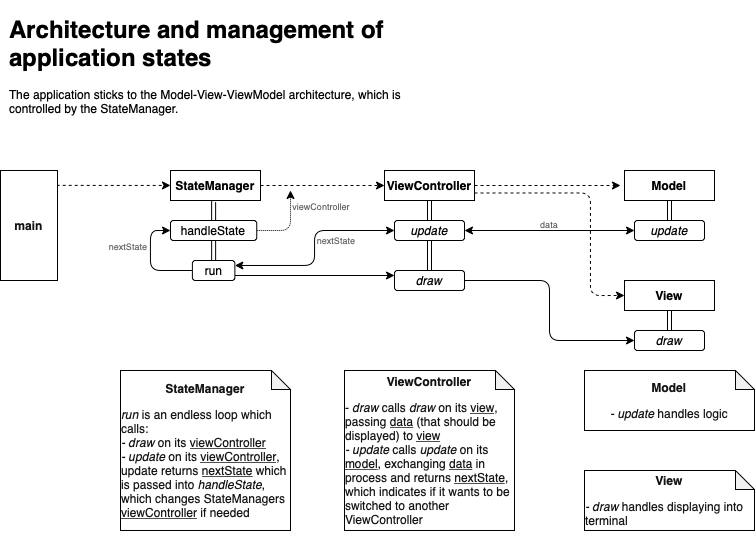 Architecture and management of
application states
The application sticks to the Model-View-ViewModel architecture, which is
controlled by the StateManager.
main
StateManager
ViewController
Model
viewController
handleState
update
data
update
nextState
nextState
run
draw
View
draw
StateManager
run is an endless loop which
calls:
- draw on its viewController
- update on its viewController,
update returns nextState which
is passed into handleState,
which changes StateManagers
viewController if needed
ViewController
- draw calls draw on its view,
passing data (that should be
displayed) to view
- update calls update on its
model, exchanging data in
process and returns nextState,
which indicates if it wants to be
switched to another
ViewController
Model
- update handles logic
View
- draw handles displaying into
terminal